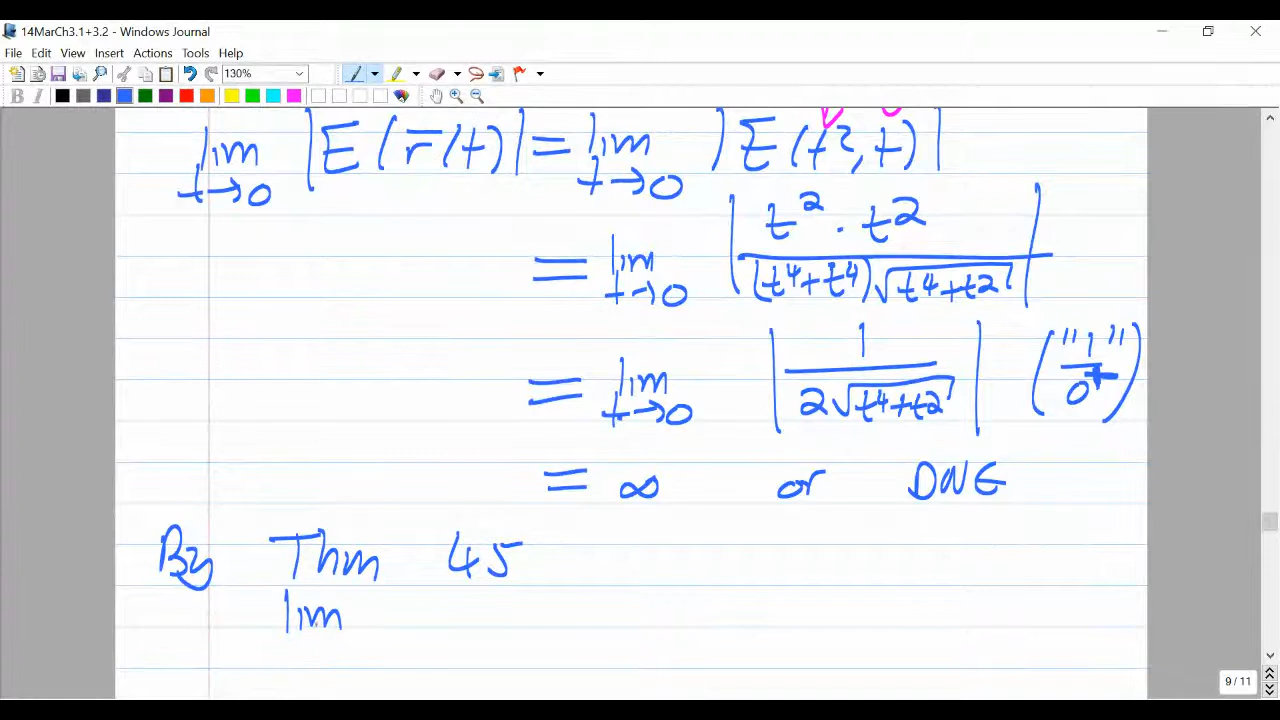 14MarCh3.1+3.2 - Windows Journal
File Edit View Insert Actions Tools Help
130%
B I
lim t→0 |E(r̄(t)| = lim t→0 |E(t², t)|
= lim t→0 | t² · t² / (t⁴+t⁴)√(t⁴+t²) |
= lim t→0 | 1 / 2√(t⁴+t²) | ("1"/0⁺)
= ∞ or DNE
By Thm 45
lim
9 / 11